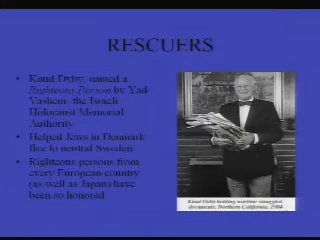 RESCUERS
• Knud Dyby, named a
Righteous Person by Yad
Vashem, the Israeli
Holocaust Memorial
Authority
• Helped Jews in Denmark
flee to neutral Sweden
• Righteous persons from
every European country
(as well as Japan) have
been so honored
Knud Dyby holding wartime smuggled
documents, Northern California, 1984